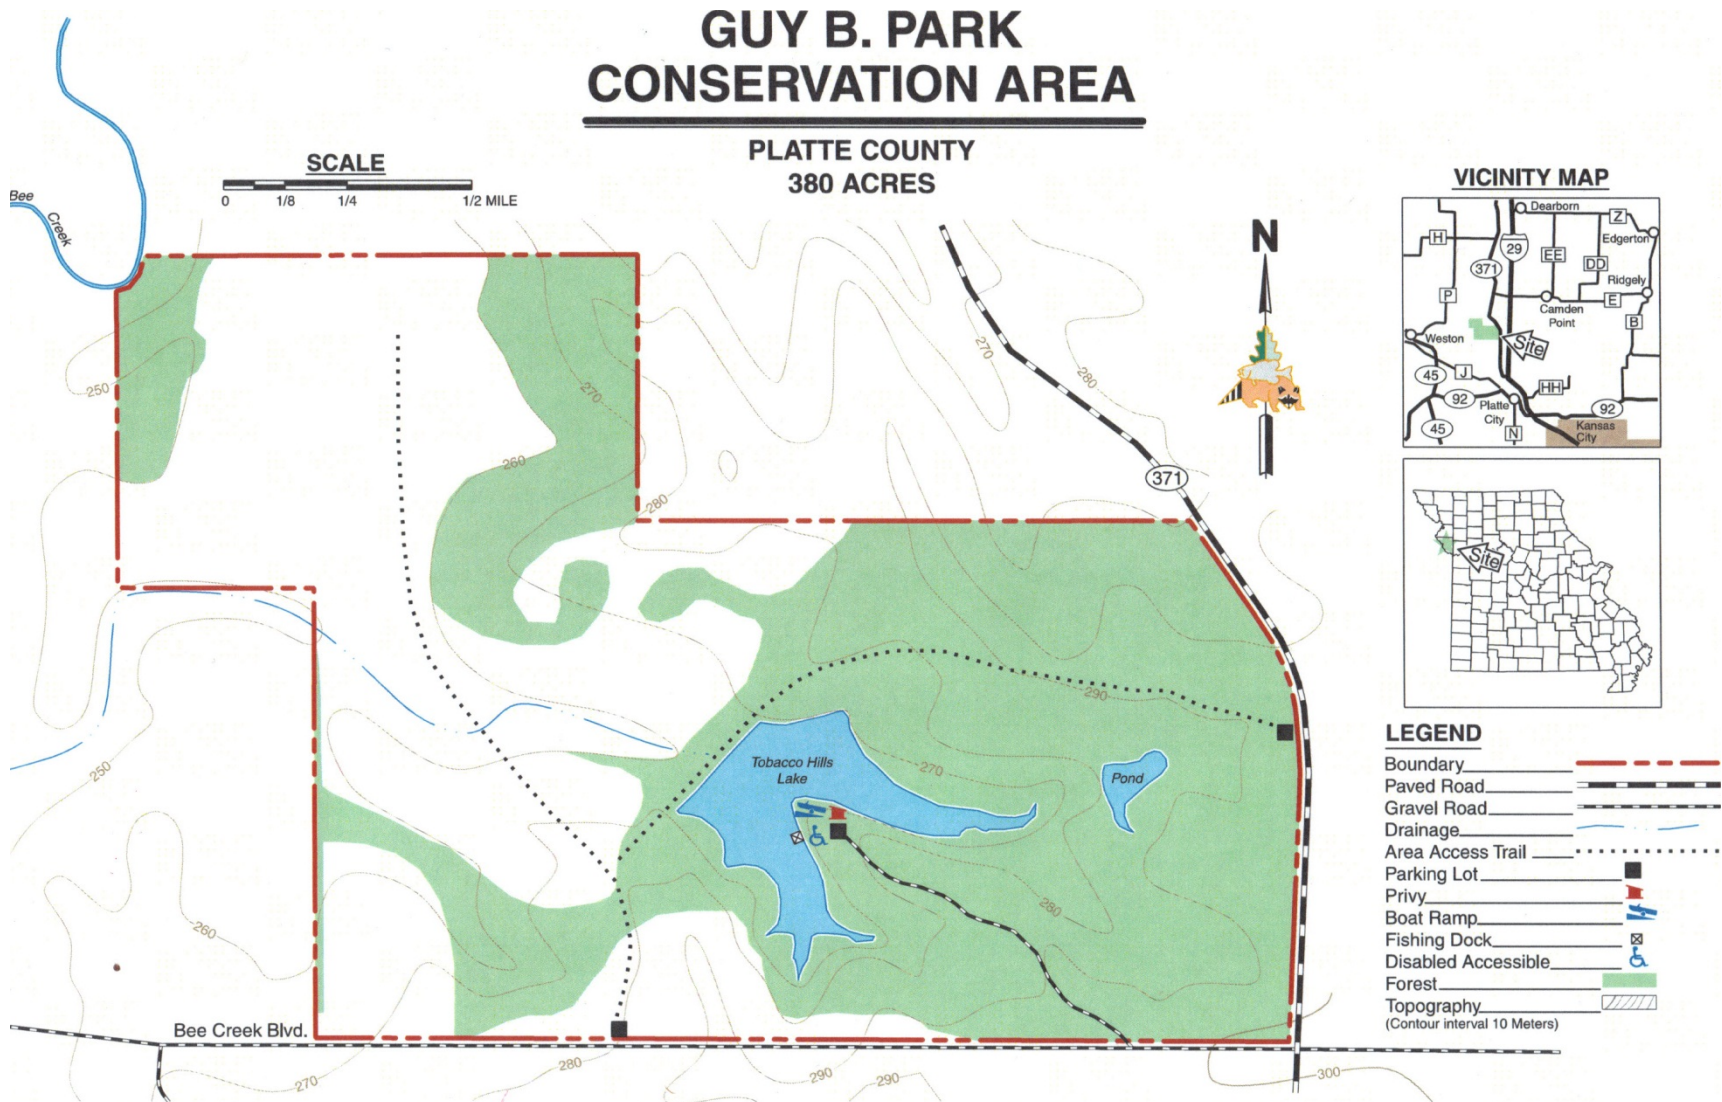 GUY B. PARK
CONSERVATION AREA
PLATTE COUNTY
380 ACRES
SCALE
0 1/8 1/4 1/2 MILE
Bee
Creek
N
VICINITY MAP
Dearborn
Z
H
29
EE
Edgerton
371
DD
Ridgely
P
E
Camden
Point
B
Weston
Site
45
J
HH
92
Platte
City
92
45
N
Kansas
City
Site
250
270
280
270
260
280
371
290
Tobacco Hills
Lake
270
Pond
250
280
260
Bee Creek Blvd.
270
280
290
290
300
LEGEND
Boundary
Paved Road
Gravel Road
Drainage
Area Access Trail
Parking Lot
Privy
Boat Ramp
Fishing Dock
Disabled Accessible
Forest
Topography
(Contour interval 10 Meters)